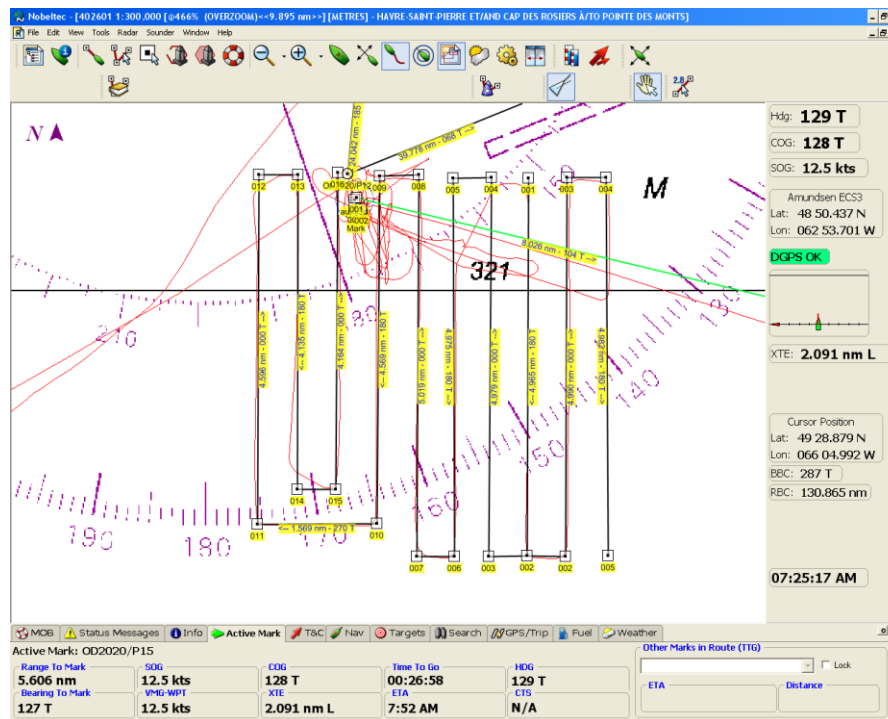 Nobeltec - [402601 1:300,000 [@466% (OVERZOOM)<<9.895 nm>>] [METRES] - HAVRE-SAINT-PIERRE ET/AND CAP DES ROSIERS À/TO POINTE DES MONTS]
File Edit View Tools Radar Sounder Window Help
2.8
N
24.042 nm - 185
39.778 nm - 068 T -->
150
M
012 013 016 009 008 005 004 001 003 004
001
002
Mark
8.026 nm - 104 T -->
321
210
130
140
150
160
170
180
190
80
4.596 nm - 000 T -->
<-- 4.135 nm - 180 T
4.164 nm - 000 T -->
<-- 4.569 nm - 180 T
5.019 nm - 000 T -->
4.975 nm - 180 T -->
4.979 nm - 000 T -->
<-- 4.965 nm - 180 T
4.990 nm - 000 T -->
4.982 nm - 180 T -->
014 015
011 <-- 1.569 nm - 270 T 010
007 006 003 002 002 005
Hdg: 129 T
COG: 128 T
SOG: 12.5 kts
Amundsen ECS3
Lat: 48 50.437 N
Lon: 062 53.701 W
DGPS OK
XTE: 2.091 nm L
Cursor Position
Lat: 49 28.879 N
Lon: 066 04.992 W
BBC: 287 T
RBC: 130.865 nm
07:25:17 AM
MOB Status Messages Info Active Mark T&C Nav Targets Search GPS/Trip Fuel Weather
Active Mark: OD2020/P15
Range To Mark SOG COG Time To Go HDG
5.606 nm 12.5 kts 128 T 00:26:58 129 T
Bearing To Mark VMG-WPT XTE ETA CTS
127 T 12.5 kts 2.091 nm L 7:52 AM N/A
Other Marks in Route (TTG)
Lock
ETA Distance